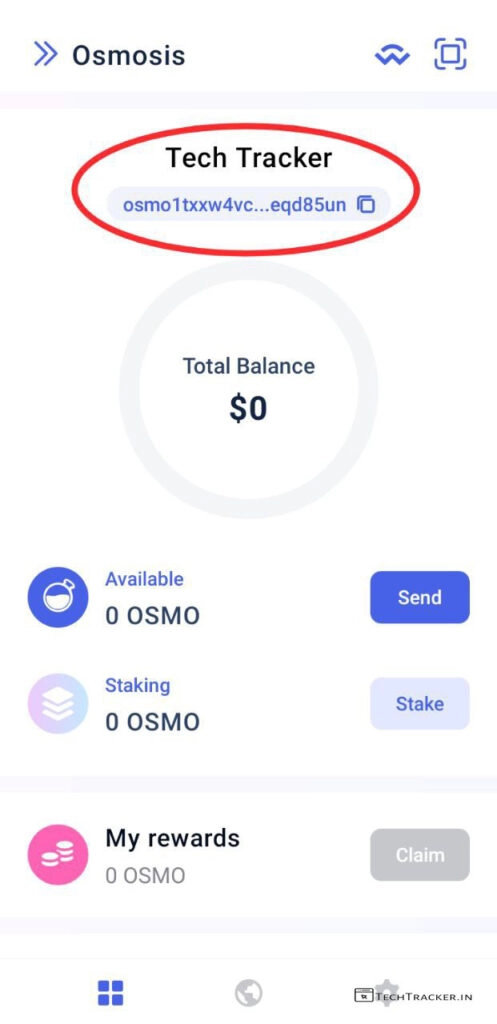 Osmosis
Tech Tracker
osmo1txxw4vc...eqd85un
Total Balance
$0
Available
0 OSMO
Send
Staking
0 OSMO
Stake
My rewards
0 OSMO
Claim
TechTracker.in